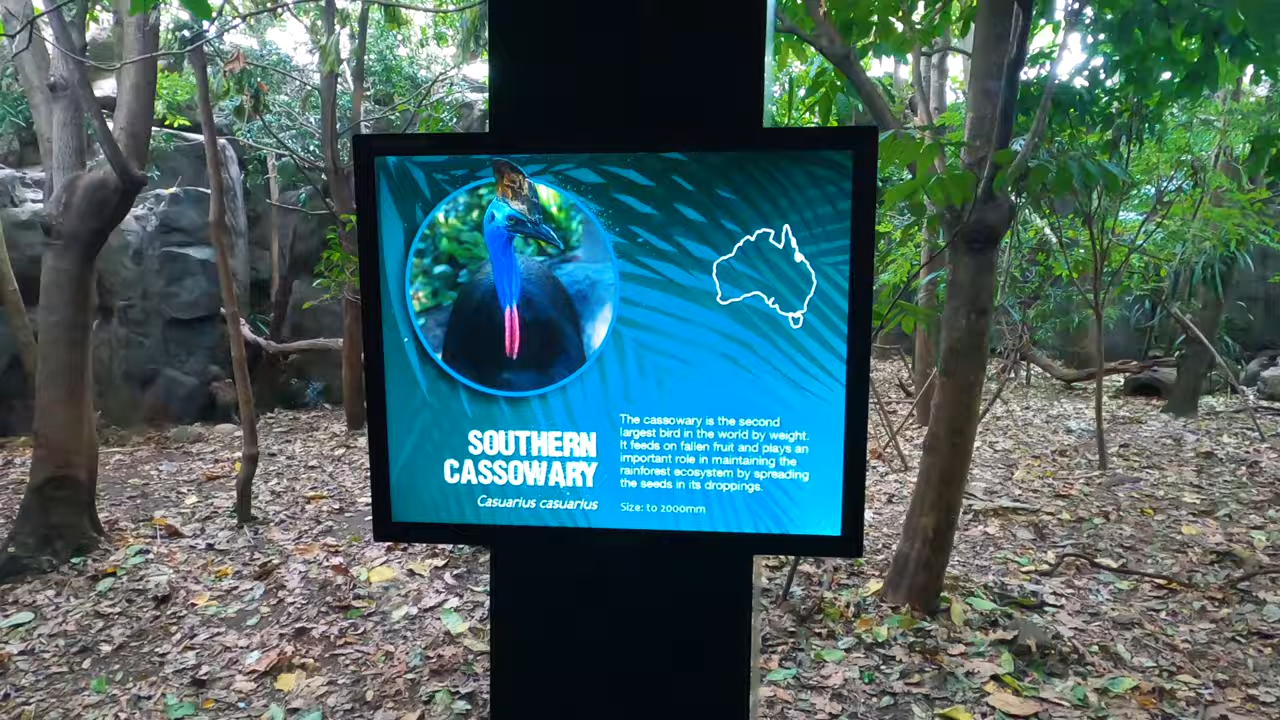 SOUTHERN
CASSOWARY
Casuarius casuarius
The cassowary is the second
largest bird in the world by weight.
It feeds on fallen fruit and plays an
important role in maintaining the
rainforest ecosystem by spreading
the seeds in its droppings.
Size: to 2000mm